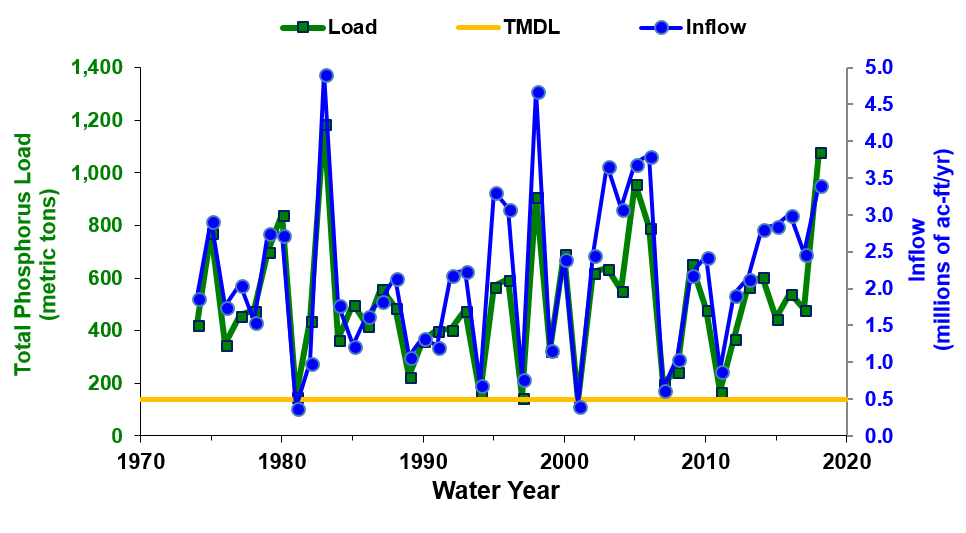 Load TMDL Inflow
1,400
1,200
1,000
800
600
400
200
0
Total Phosphorus Load
(metric tons)
5.0
4.5
4.0
3.5
3.0
2.5
2.0
1.5
1.0
0.5
0.0
Inflow
(millions of ac-ft/yr)
1970 1980 1990 2000 2010 2020
Water Year